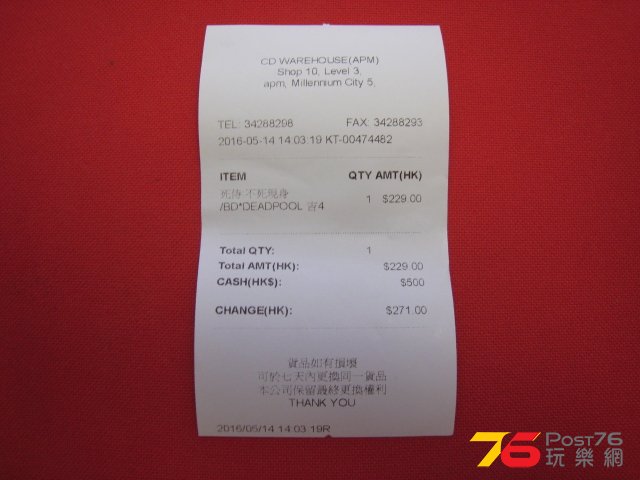 CD WAREHOUSE(APM)
Shop 10, Level 3,
apm, Millennium City 5,
TEL: 34288298 FAX: 34288293
2016-05-14 14:03:19 KT-00474482
ITEM QTY AMT(HK)
死侍:不死現身
/BD*DEADPOOL 吉4 1 $229.00
Total QTY: 1
Total AMT(HK): $229.00
CASH(HK$): $500
CHANGE(HK): $271.00
貨品如有損壞
可於七天內更換同一貨品
本公司保留最終更換權利
THANK YOU
2016/05/14 14:03:19R
76 Post76
玩樂網